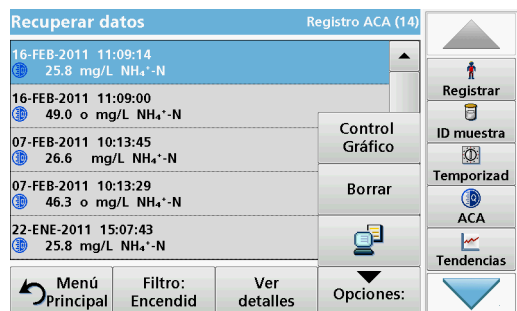 Recuperar datos
Registro ACA (14)
16-FEB-2011 11:09:14
25.8 mg/L NH₄⁺-N
16-FEB-2011 11:09:00
49.0 o mg/L NH₄⁺-N
07-FEB-2011 10:13:45
26.6 mg/L NH₄⁺-N
07-FEB-2011 10:13:29
46.3 o mg/L NH₄⁺-N
22-ENE-2011 15:07:43
25.8 mg/L NH₄⁺-N
Control
Gráfico
Borrar
Menú
Principal
Filtro:
Encendid
Ver
detalles
Opciones:
Registrar
ID muestra
Temporizad
ACA
Tendencias